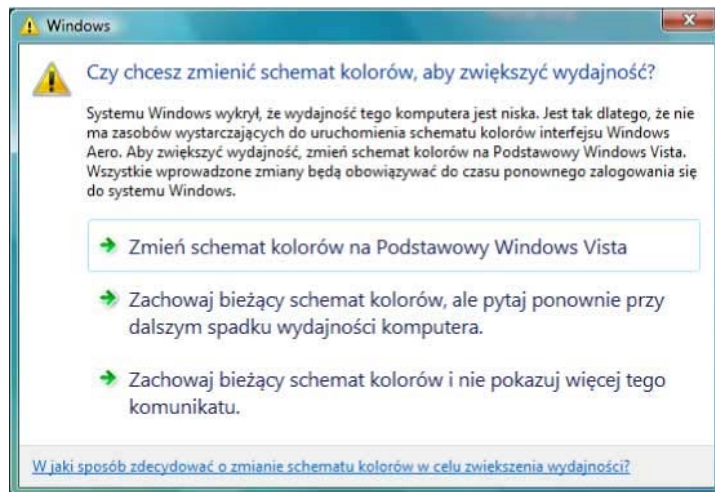 Windows
Czy chcesz zmienić schemat kolorów, aby zwiększyć wydajność?
Systemu Windows wykrył, że wydajność tego komputera jest niska. Jest tak dlatego, że nie
ma zasobów wystarczających do uruchomienia schematu kolorów interfejsu Windows
Aero. Aby zwiększyć wydajność, zmień schemat kolorów na Podstawowy Windows Vista.
Wszystkie wprowadzone zmiany będą obowiązywać do czasu ponownego zalogowania się
do systemu Windows.
Zmień schemat kolorów na Podstawowy Windows Vista
Zachowaj bieżący schemat kolorów, ale pytaj ponownie przy
dalszym spadku wydajności komputera.
Zachowaj bieżący schemat kolorów i nie pokazuj więcej tego
komunikatu.
W jaki sposób zdecydować o zmianie schematu kolorów w celu zwiekszenia wydajności?